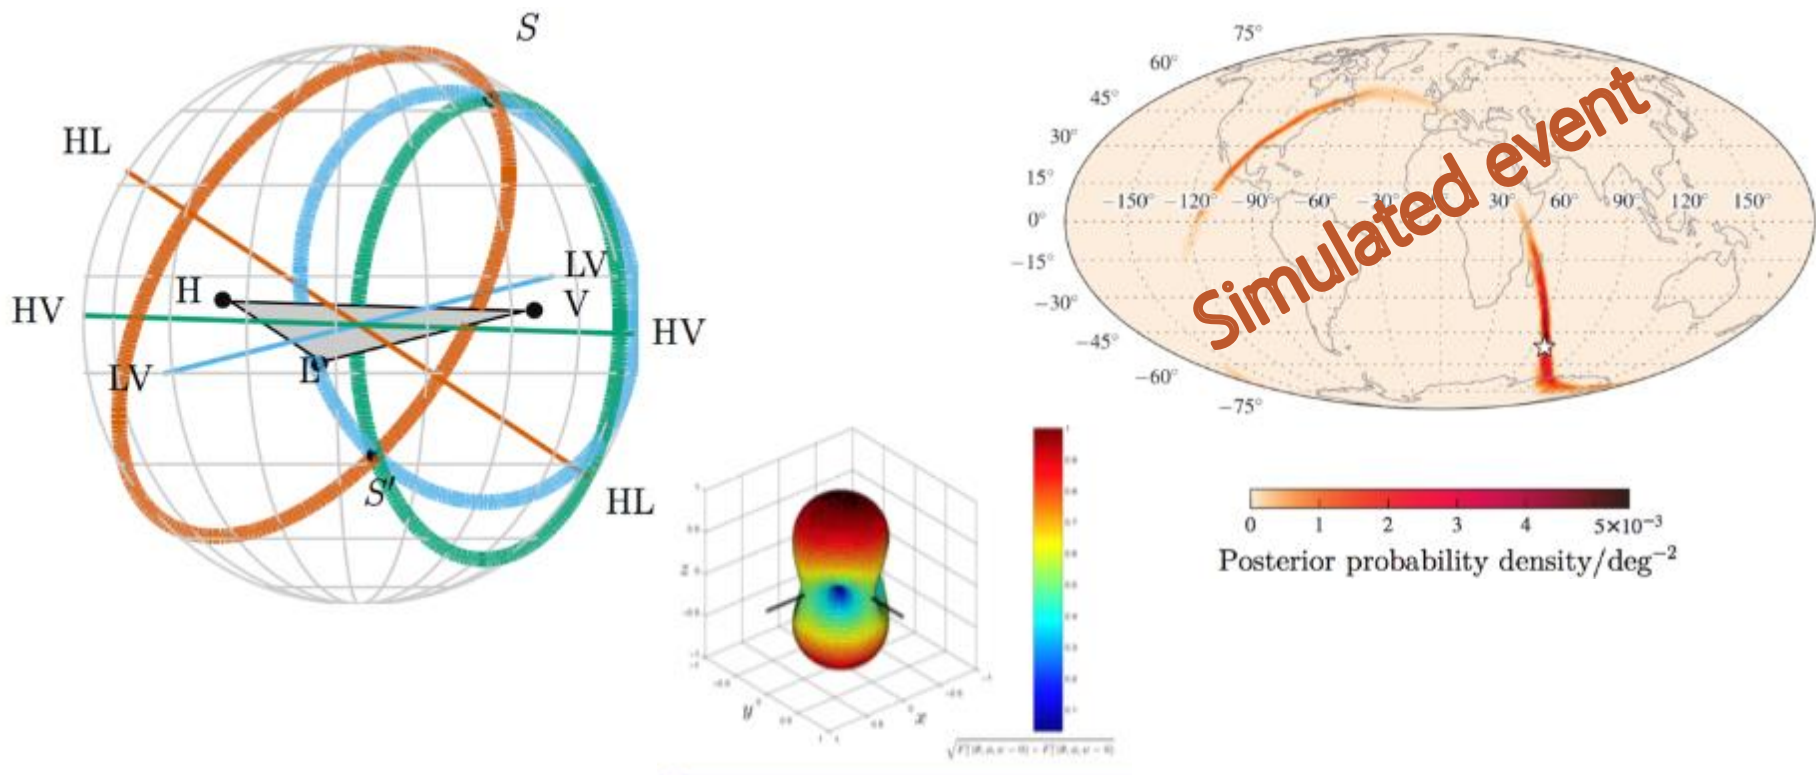 S
HL
H
LV
V
HV
HV
LV
L
S′
HL
75°
60°
45°
30°
15°
0°
−15°
−30°
−45°
−60°
−75°
−150° −120° −90° −60° −30° 30° 60° 90° 120° 150°
Simulated event
0 1 2 3 4 5×10−3
Posterior probability density/deg−2
y
x